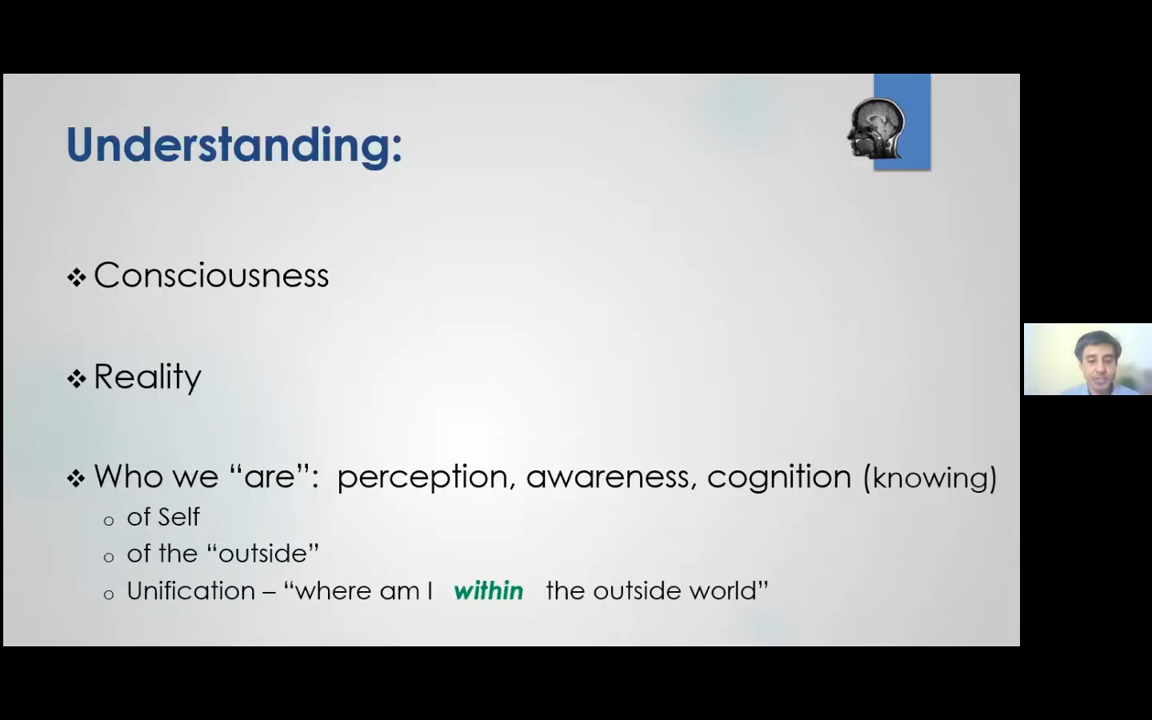 Understanding:
❖ Consciousness
❖ Reality
❖ Who we “are”: perception, awareness, cognition (knowing)
o of Self
o of the “outside”
o Unification – “where am I within the outside world”